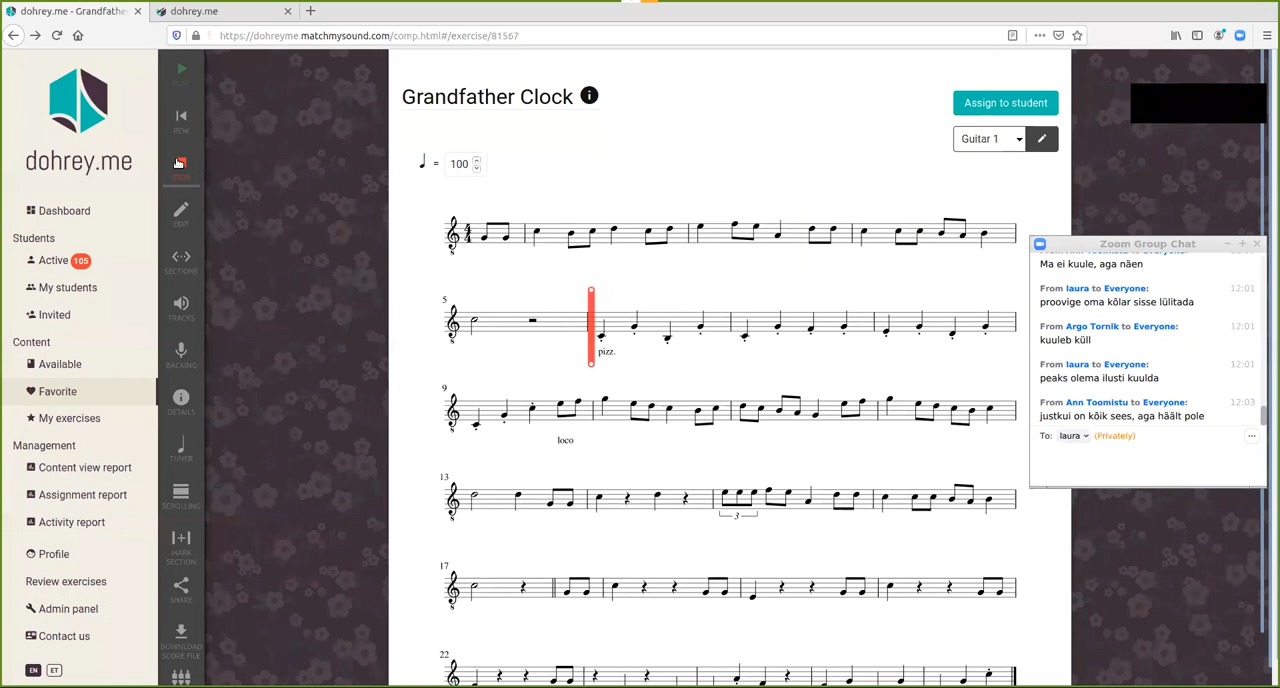 dohrey.me - Grandfathe
dohrey.me
https://dohreyme.matchmysound.com/comp.html#/exercise/81567
dohrey.me
Dashboard
Students
Active 105
My students
Invited
Content
Available
Favorite
My exercises
Management
Content view report
Assignment report
Activity report
Profile
Review exercises
Admin panel
Contact us
EN ET
PLAY
REW
STOP
EDIT
SECTIONS
TRACKS
BACKING
DETAILS
TUNER
SCROLLING
MARK
SECTION
SHARE
DOWNLOAD
SCORE FILE
Grandfather Clock
Assign to student
Guitar 1
= 100
5
pizz.
9
loco
13
3
17
22
Zoom Group Chat
Ma ei kuule, aga näen
From laura to Everyone: 12:01
proovige oma kõlar sisse lülitada
From Argo Tornik to Everyone: 12:01
kuuleb küll
From laura to Everyone: 12:01
peaks olema ilusti kuulda
From Ann Toomistu to Everyone: 12:03
justkui on kõik sees, aga häält pole
To: laura (Privately)